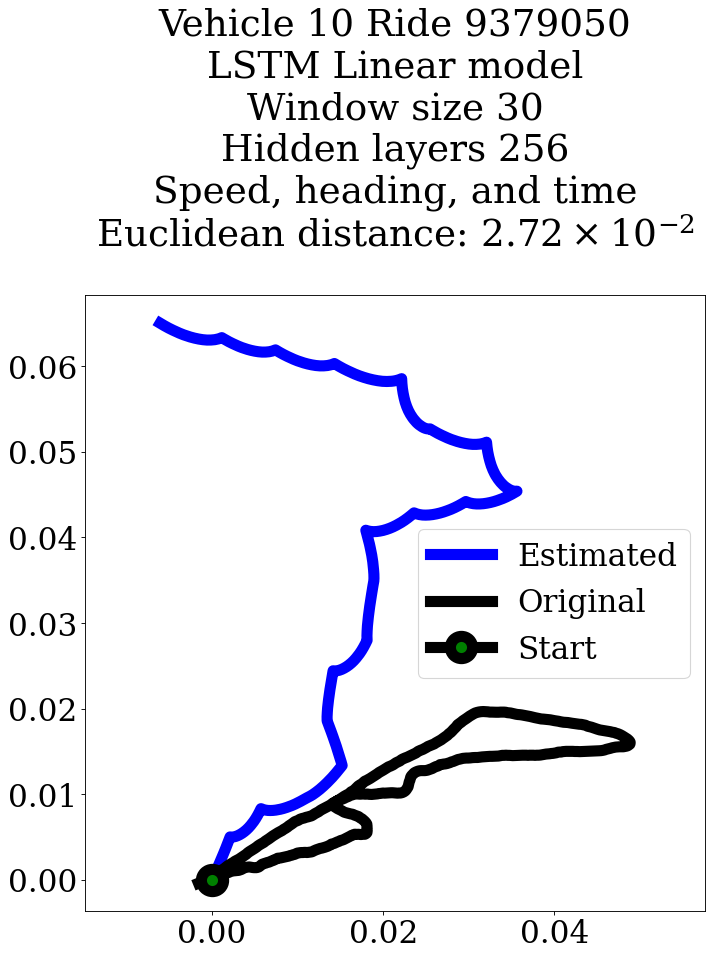 Vehicle 10 Ride 9379050
LSTM Linear model
Window size 30
Hidden layers 256
Speed, heading, and time
Euclidean distance: 2.72 × 10⁻²
0.06
0.05
0.04
0.03
0.02
0.01
0.00
Estimated
Original
Start
0.00 0.02 0.04